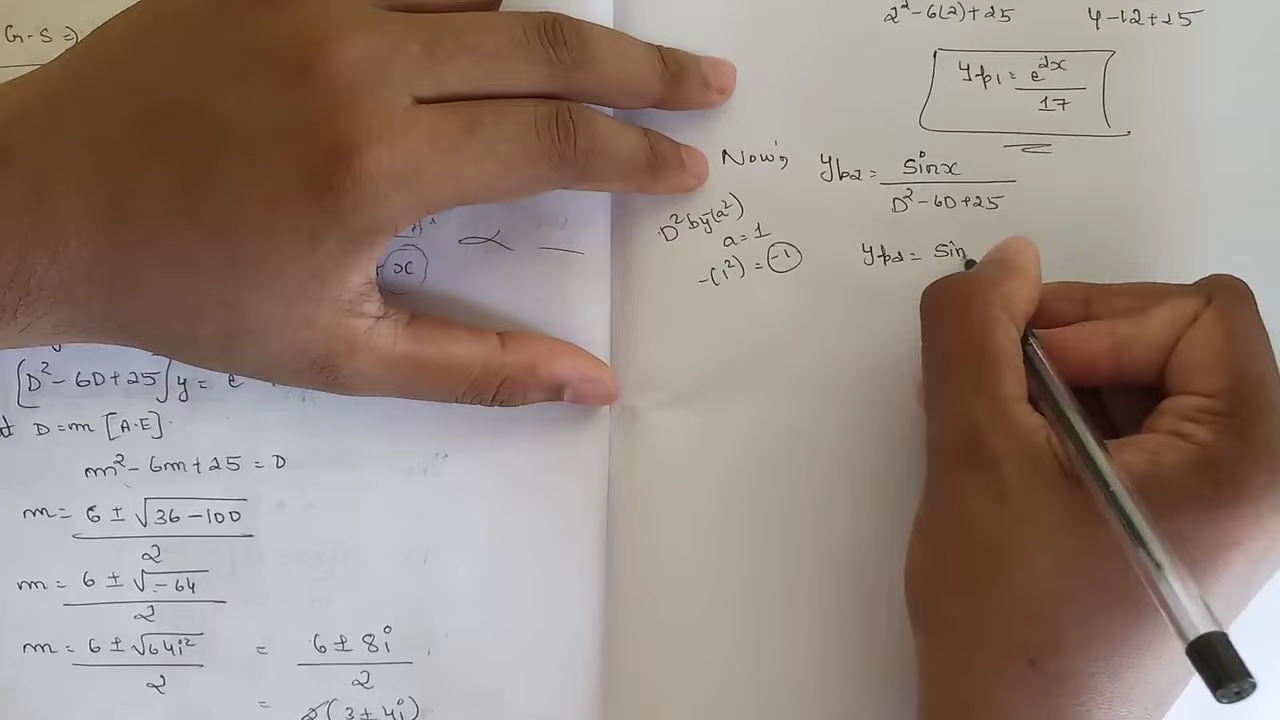 G-S ⇒
x
[D² - 6D + 25] y = e
D = m [A.E].
m² - 6m + 25 = 0
m = 6 ± √36 - 100 / 2
m = 6 ± √-64 / 2
m = 6 ± √64i² / 2 = 6 ± 8i / 2
= 2(3 ± 4i)
2² - 6(2) + 25 4 - 12 + 25
yp₁ = e^2x / 17
Now, yp2 = sinx / D² - 6D + 25
D² by (a²)
a = 1
-(1²) = -1
yp2 = sin